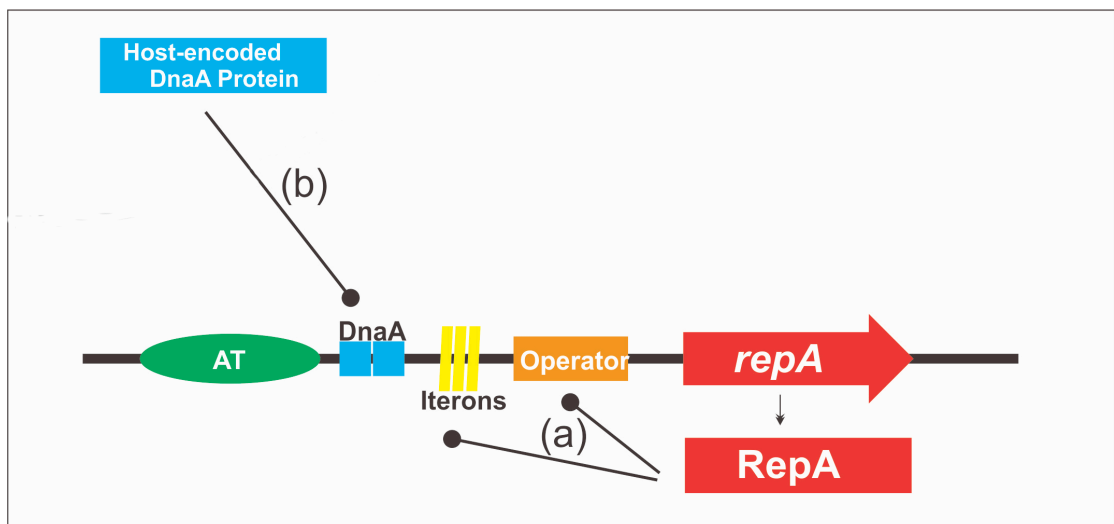 Host-encoded
DnaA Protein
(b)
DnaA
AT
Operator
repA
Iterons
(a)
RepA